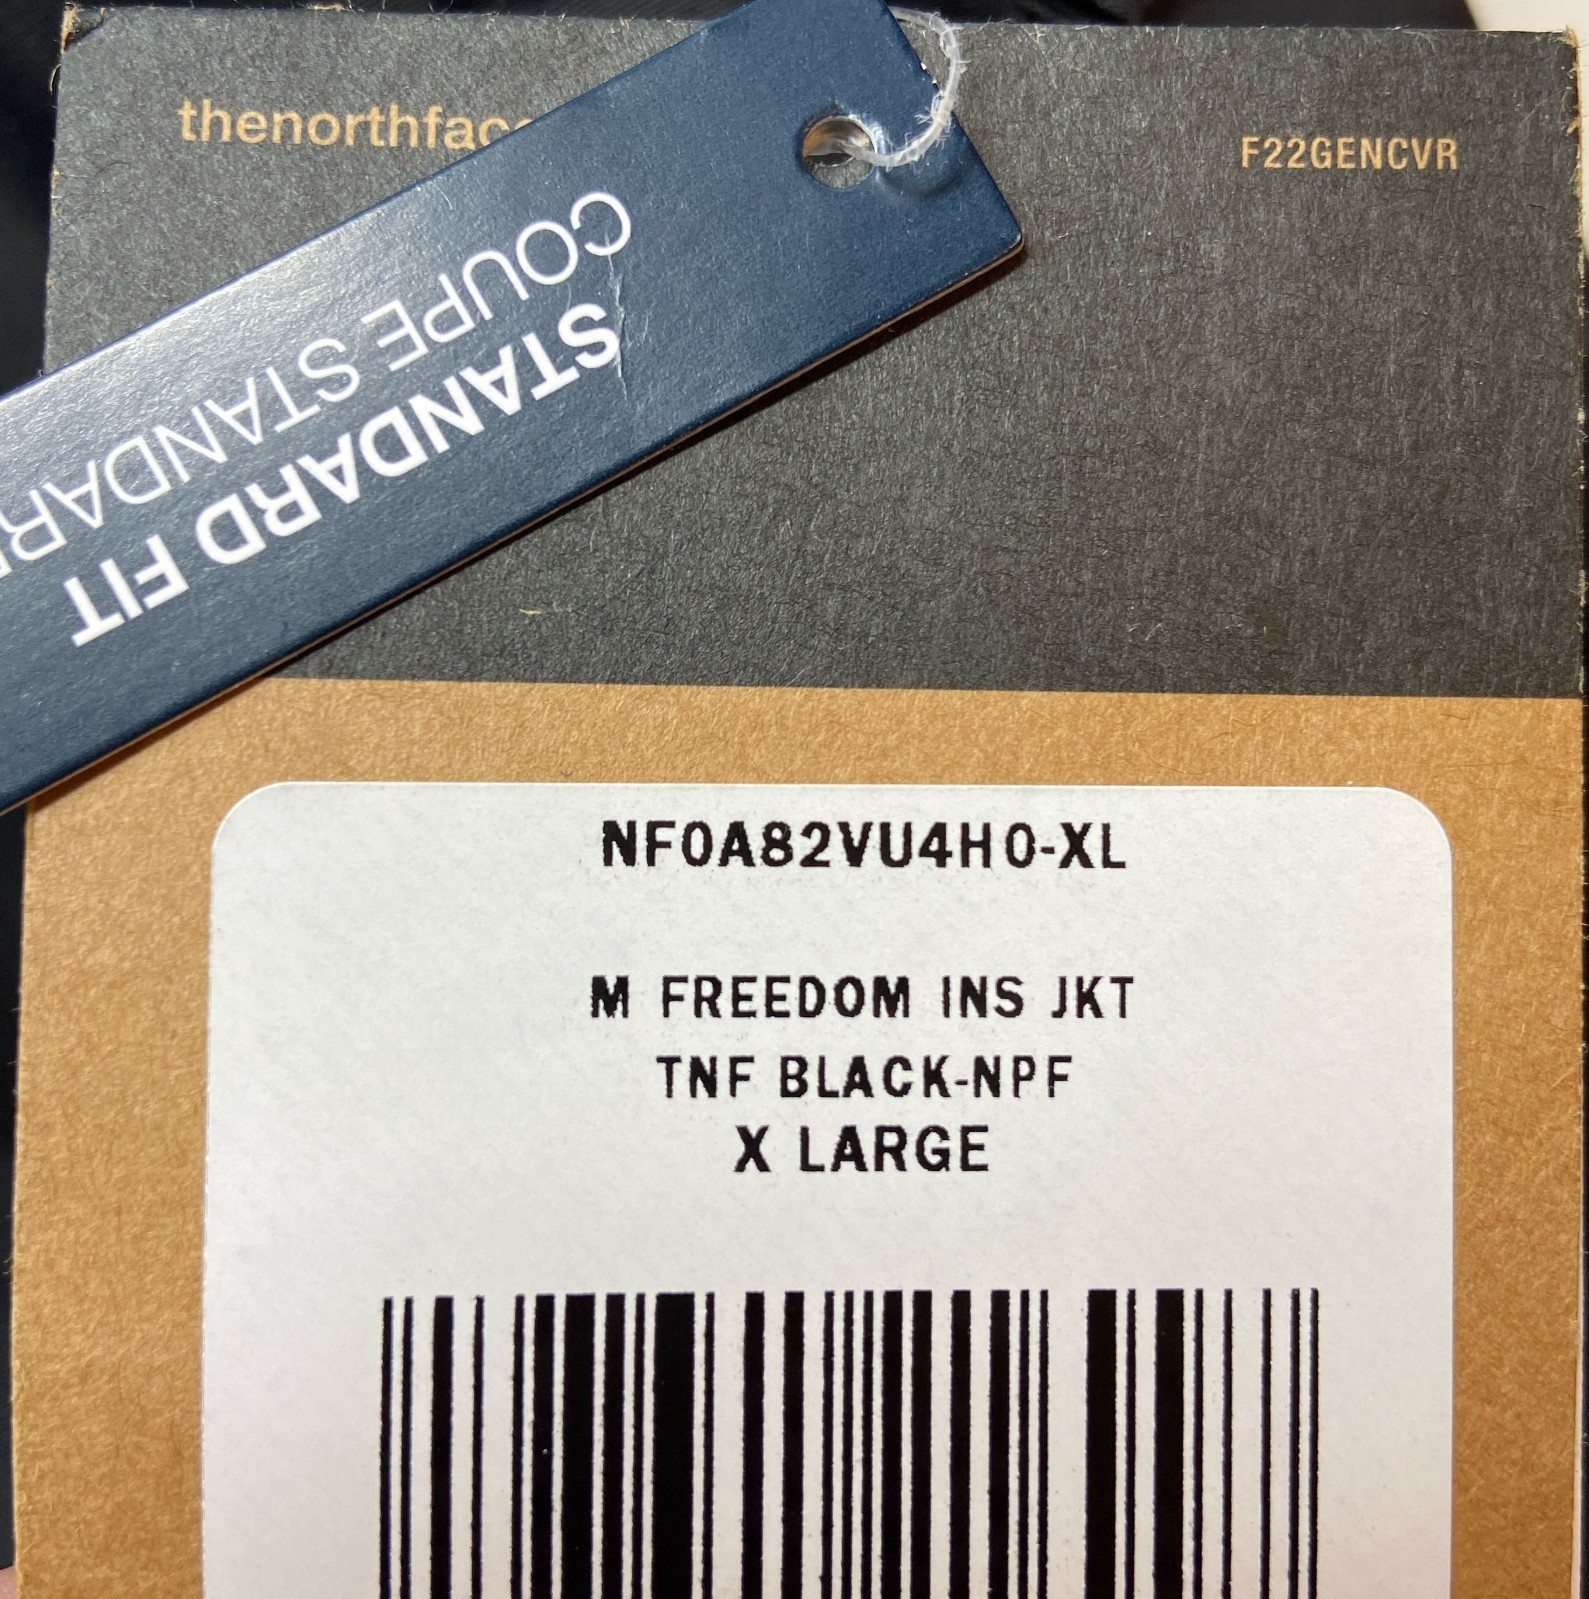 thenorthfac
F22GENCVR
STANDARD FIT
COUPE STANDAR
NF0A82VU4H0-XL
M FREEDOM INS JKT
TNF BLACK-NPF
X LARGE